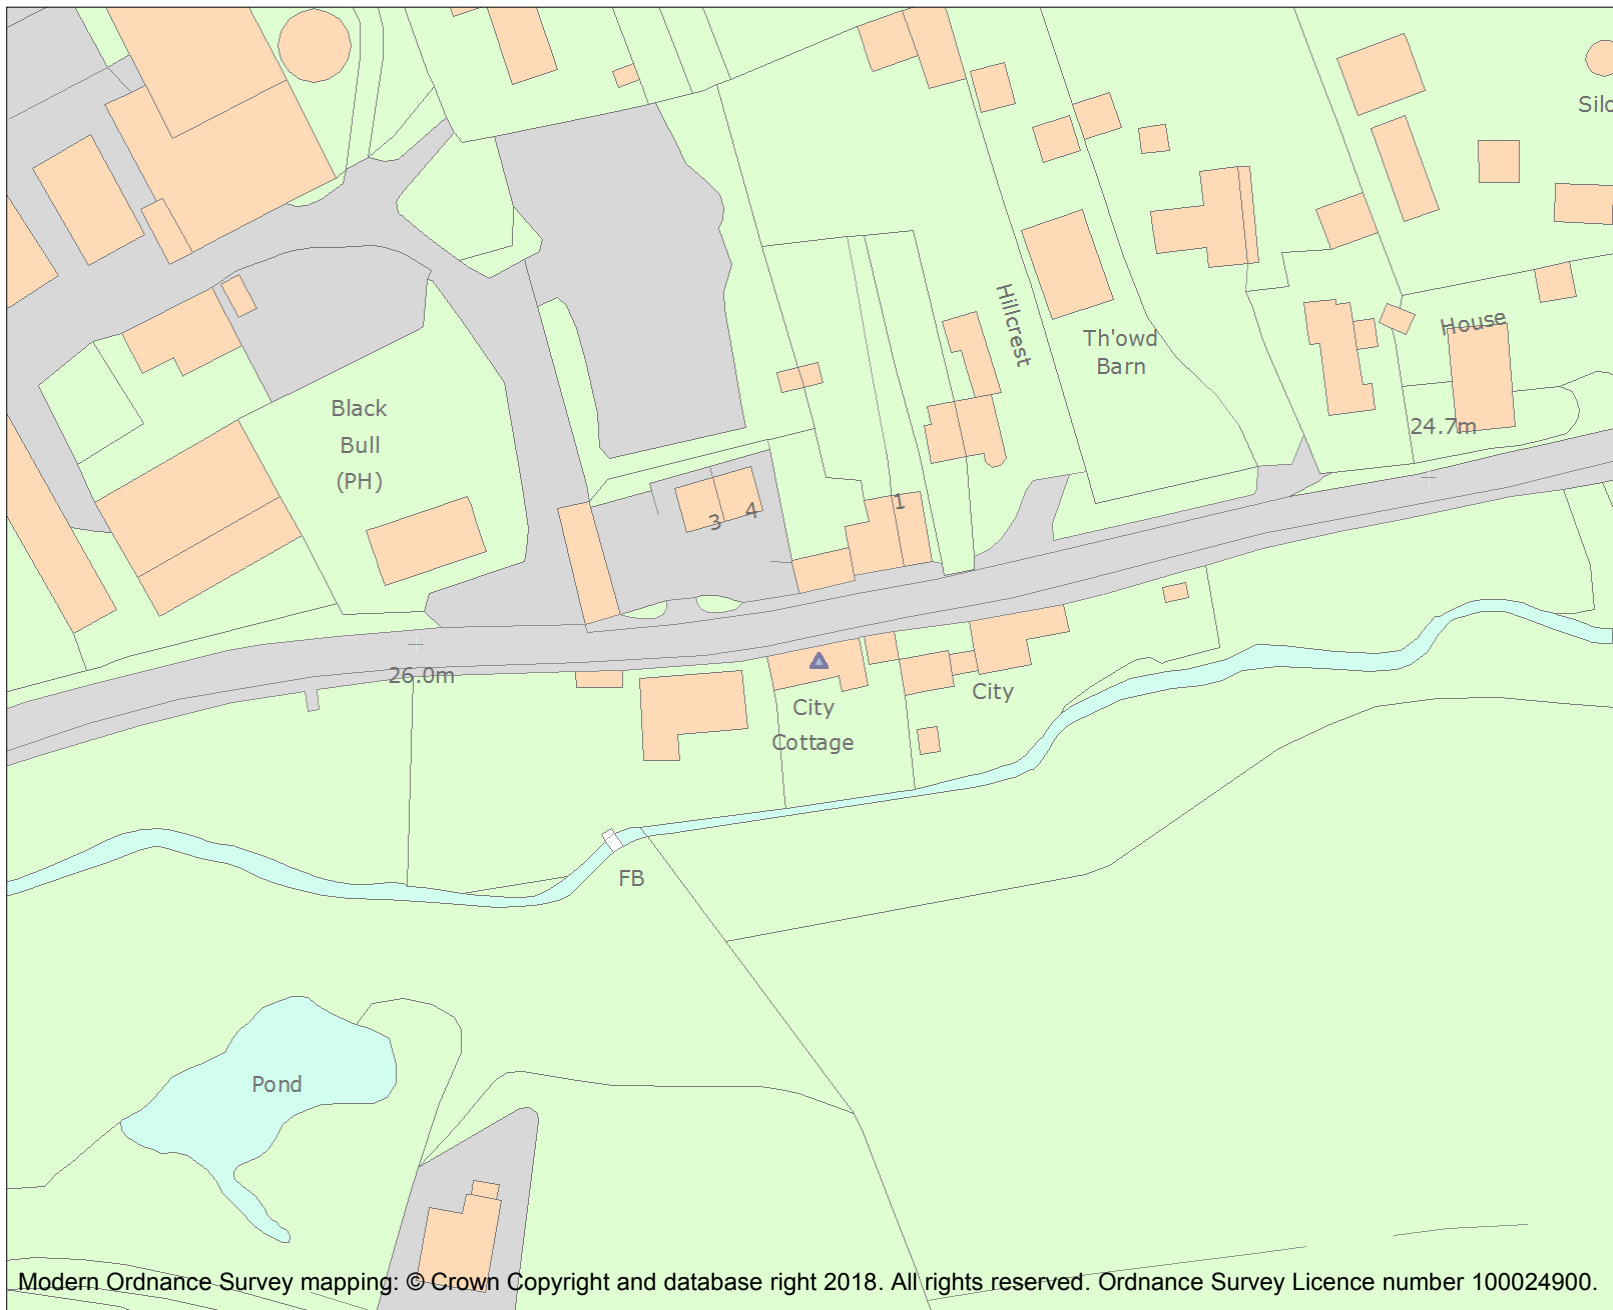 Silo
Hillcrest
Th'owd
Barn
House
Black
Bull
(PH)
24.7m
1
4
3
26.0m
City
City
Cottage
FB
Pond
Modern Ordnance Survey mapping: © Crown Copyright and database right 2018. All rights reserved. Ordnance Survey Licence number 100024900.